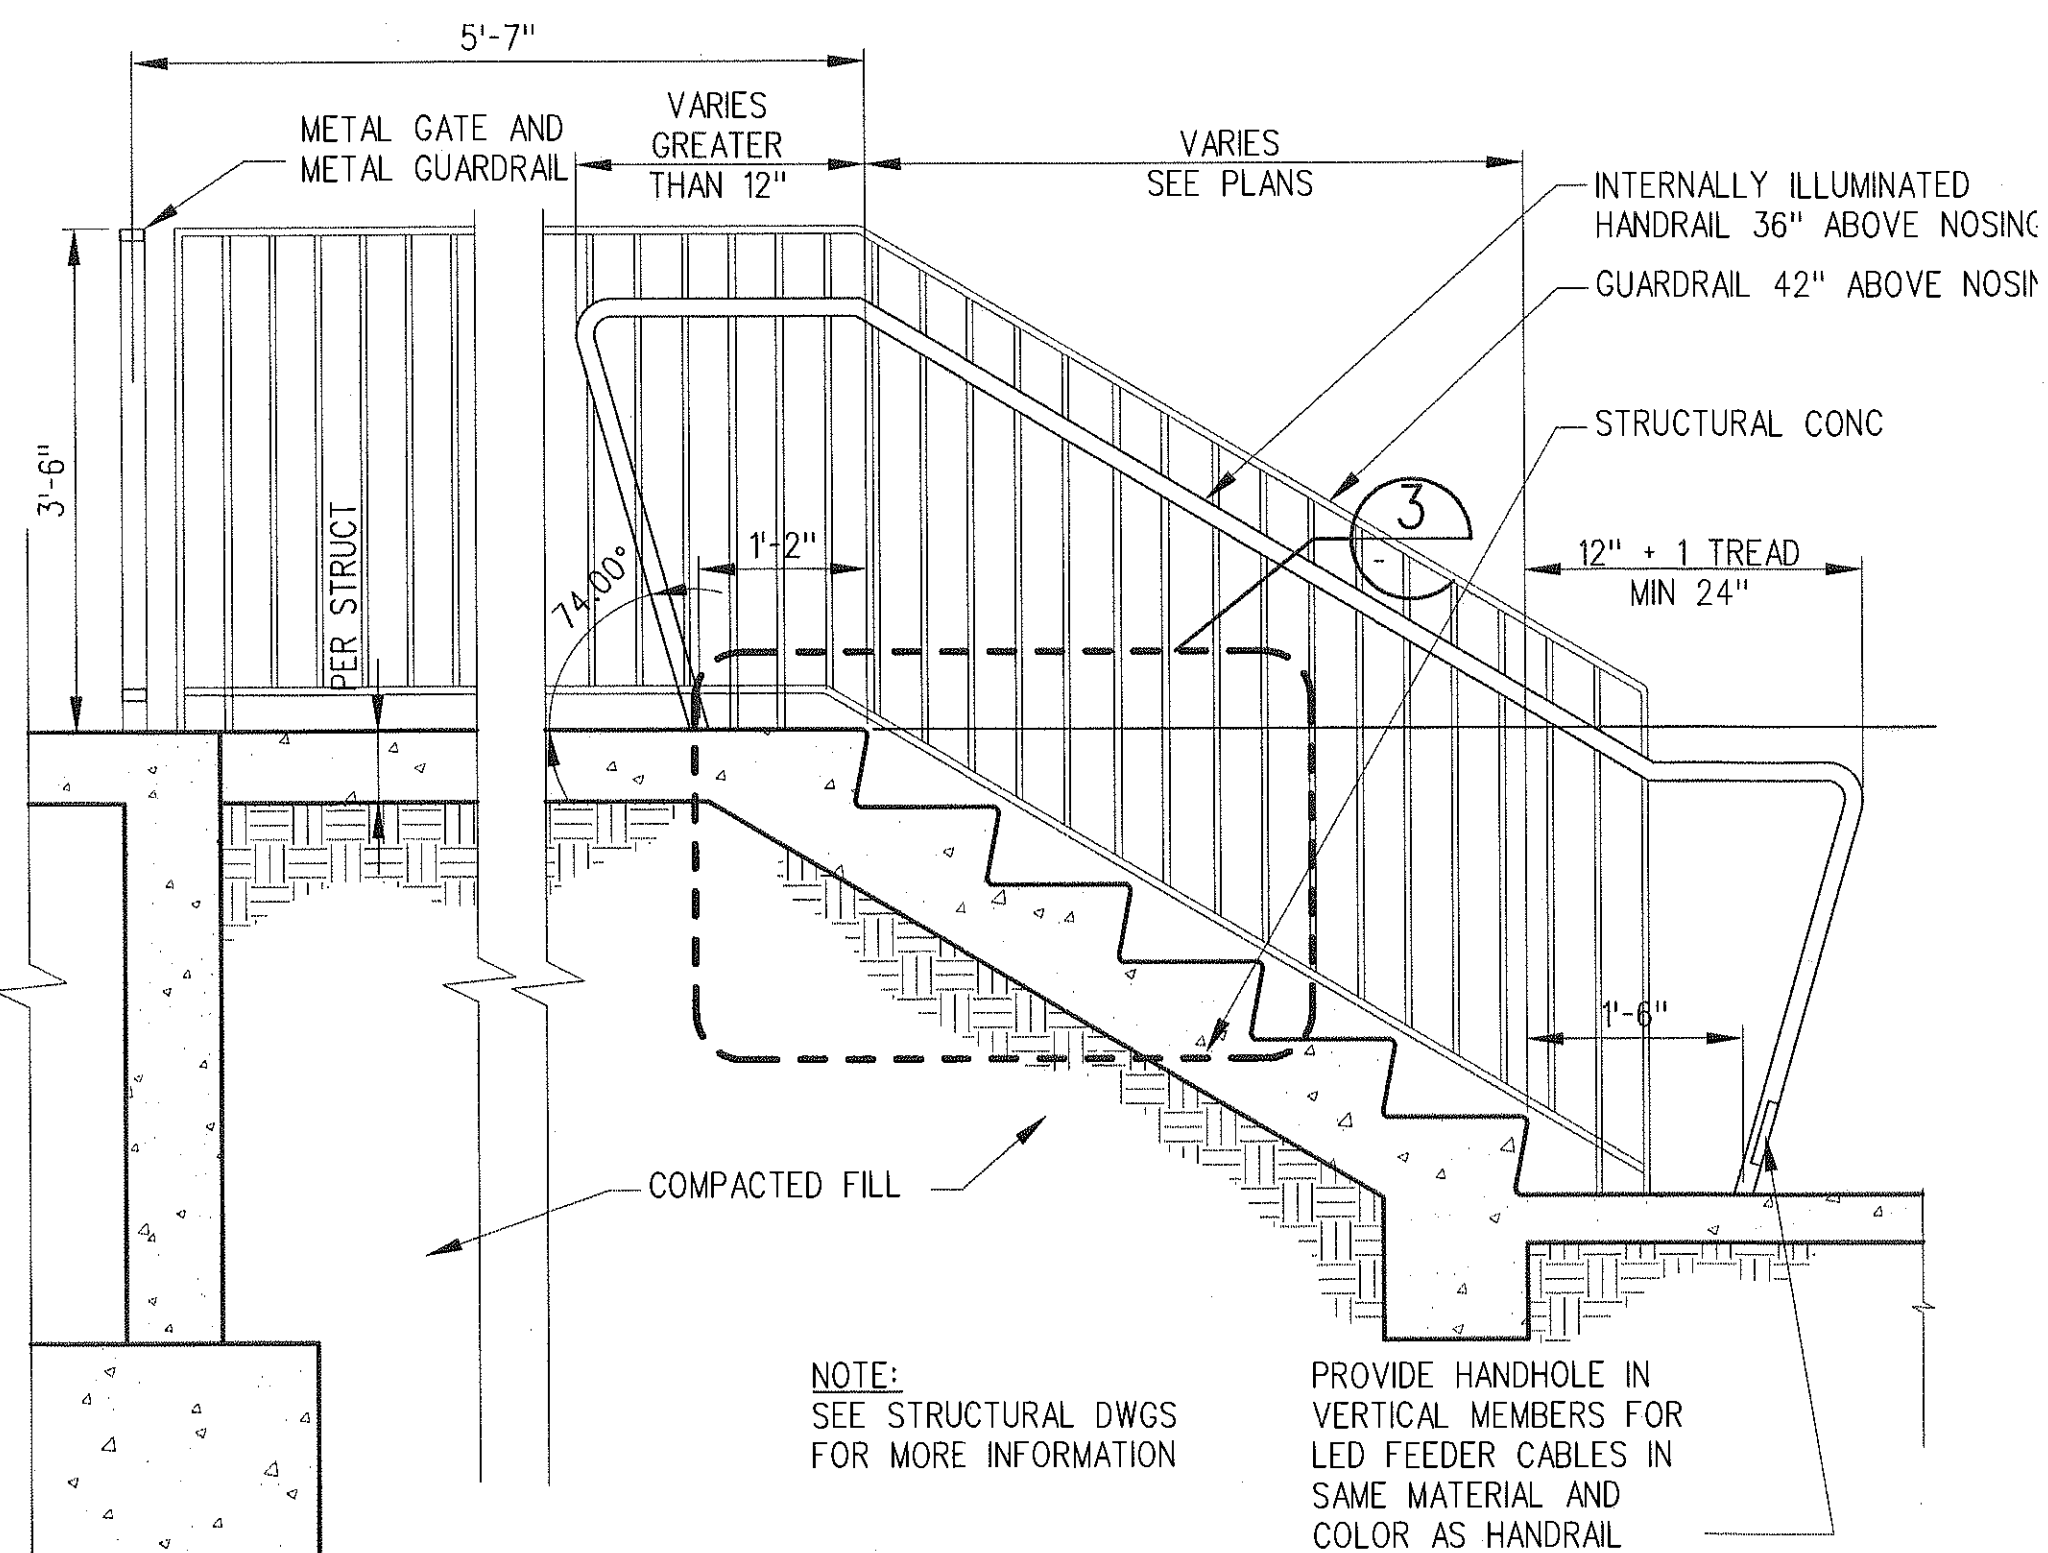 5'-7"
METAL GATE AND
METAL GUARDRAIL
VARIES
GREATER
THAN 12"
VARIES
SEE PLANS
INTERNALLY ILLUMINATED
HANDRAIL 36" ABOVE NOSING
GUARDRAIL 42" ABOVE NOSIN
STRUCTURAL CONC
3'-6"
PER STRUCT
74.00°
1'-2"
3
-
12" + 1 TREAD
MIN 24"
1'-6"
COMPACTED FILL
NOTE:
SEE STRUCTURAL DWGS
FOR MORE INFORMATION
PROVIDE HANDHOLE IN
VERTICAL MEMBERS FOR
LED FEEDER CABLES IN
SAME MATERIAL AND
COLOR AS HANDRAIL